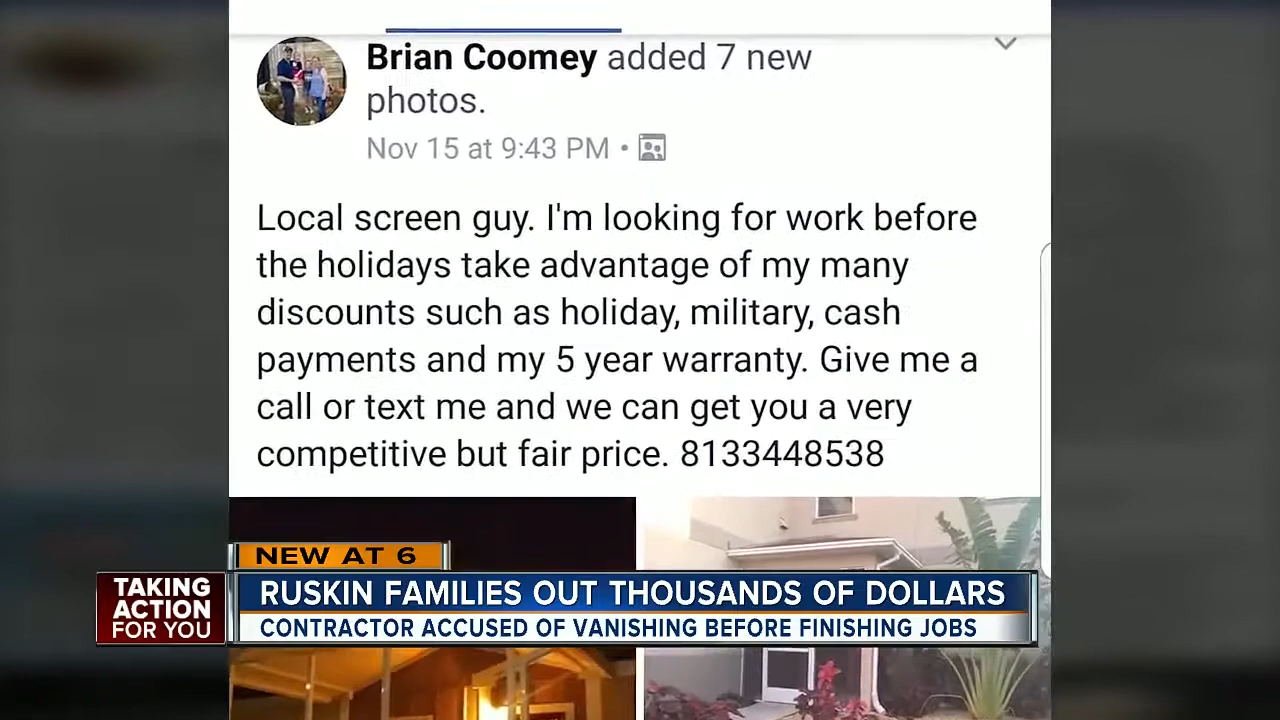 Brian Coomey added 7 new
photos.
Nov 15 at 9:43 PM •
Local screen guy. I'm looking for work before
the holidays take advantage of my many
discounts such as holiday, military, cash
payments and my 5 year warranty. Give me a
call or text me and we can get you a very
competitive but fair price. 8133448538
NEW AT 6
TAKING
ACTION
FOR YOU
RUSKIN FAMILIES OUT THOUSANDS OF DOLLARS
CONTRACTOR ACCUSED OF VANISHING BEFORE FINISHING JOBS